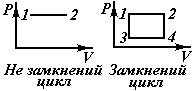 P 1 2
V
P 1 2
3 4
V
Не замкнений
цикл
Замкнений
цикл